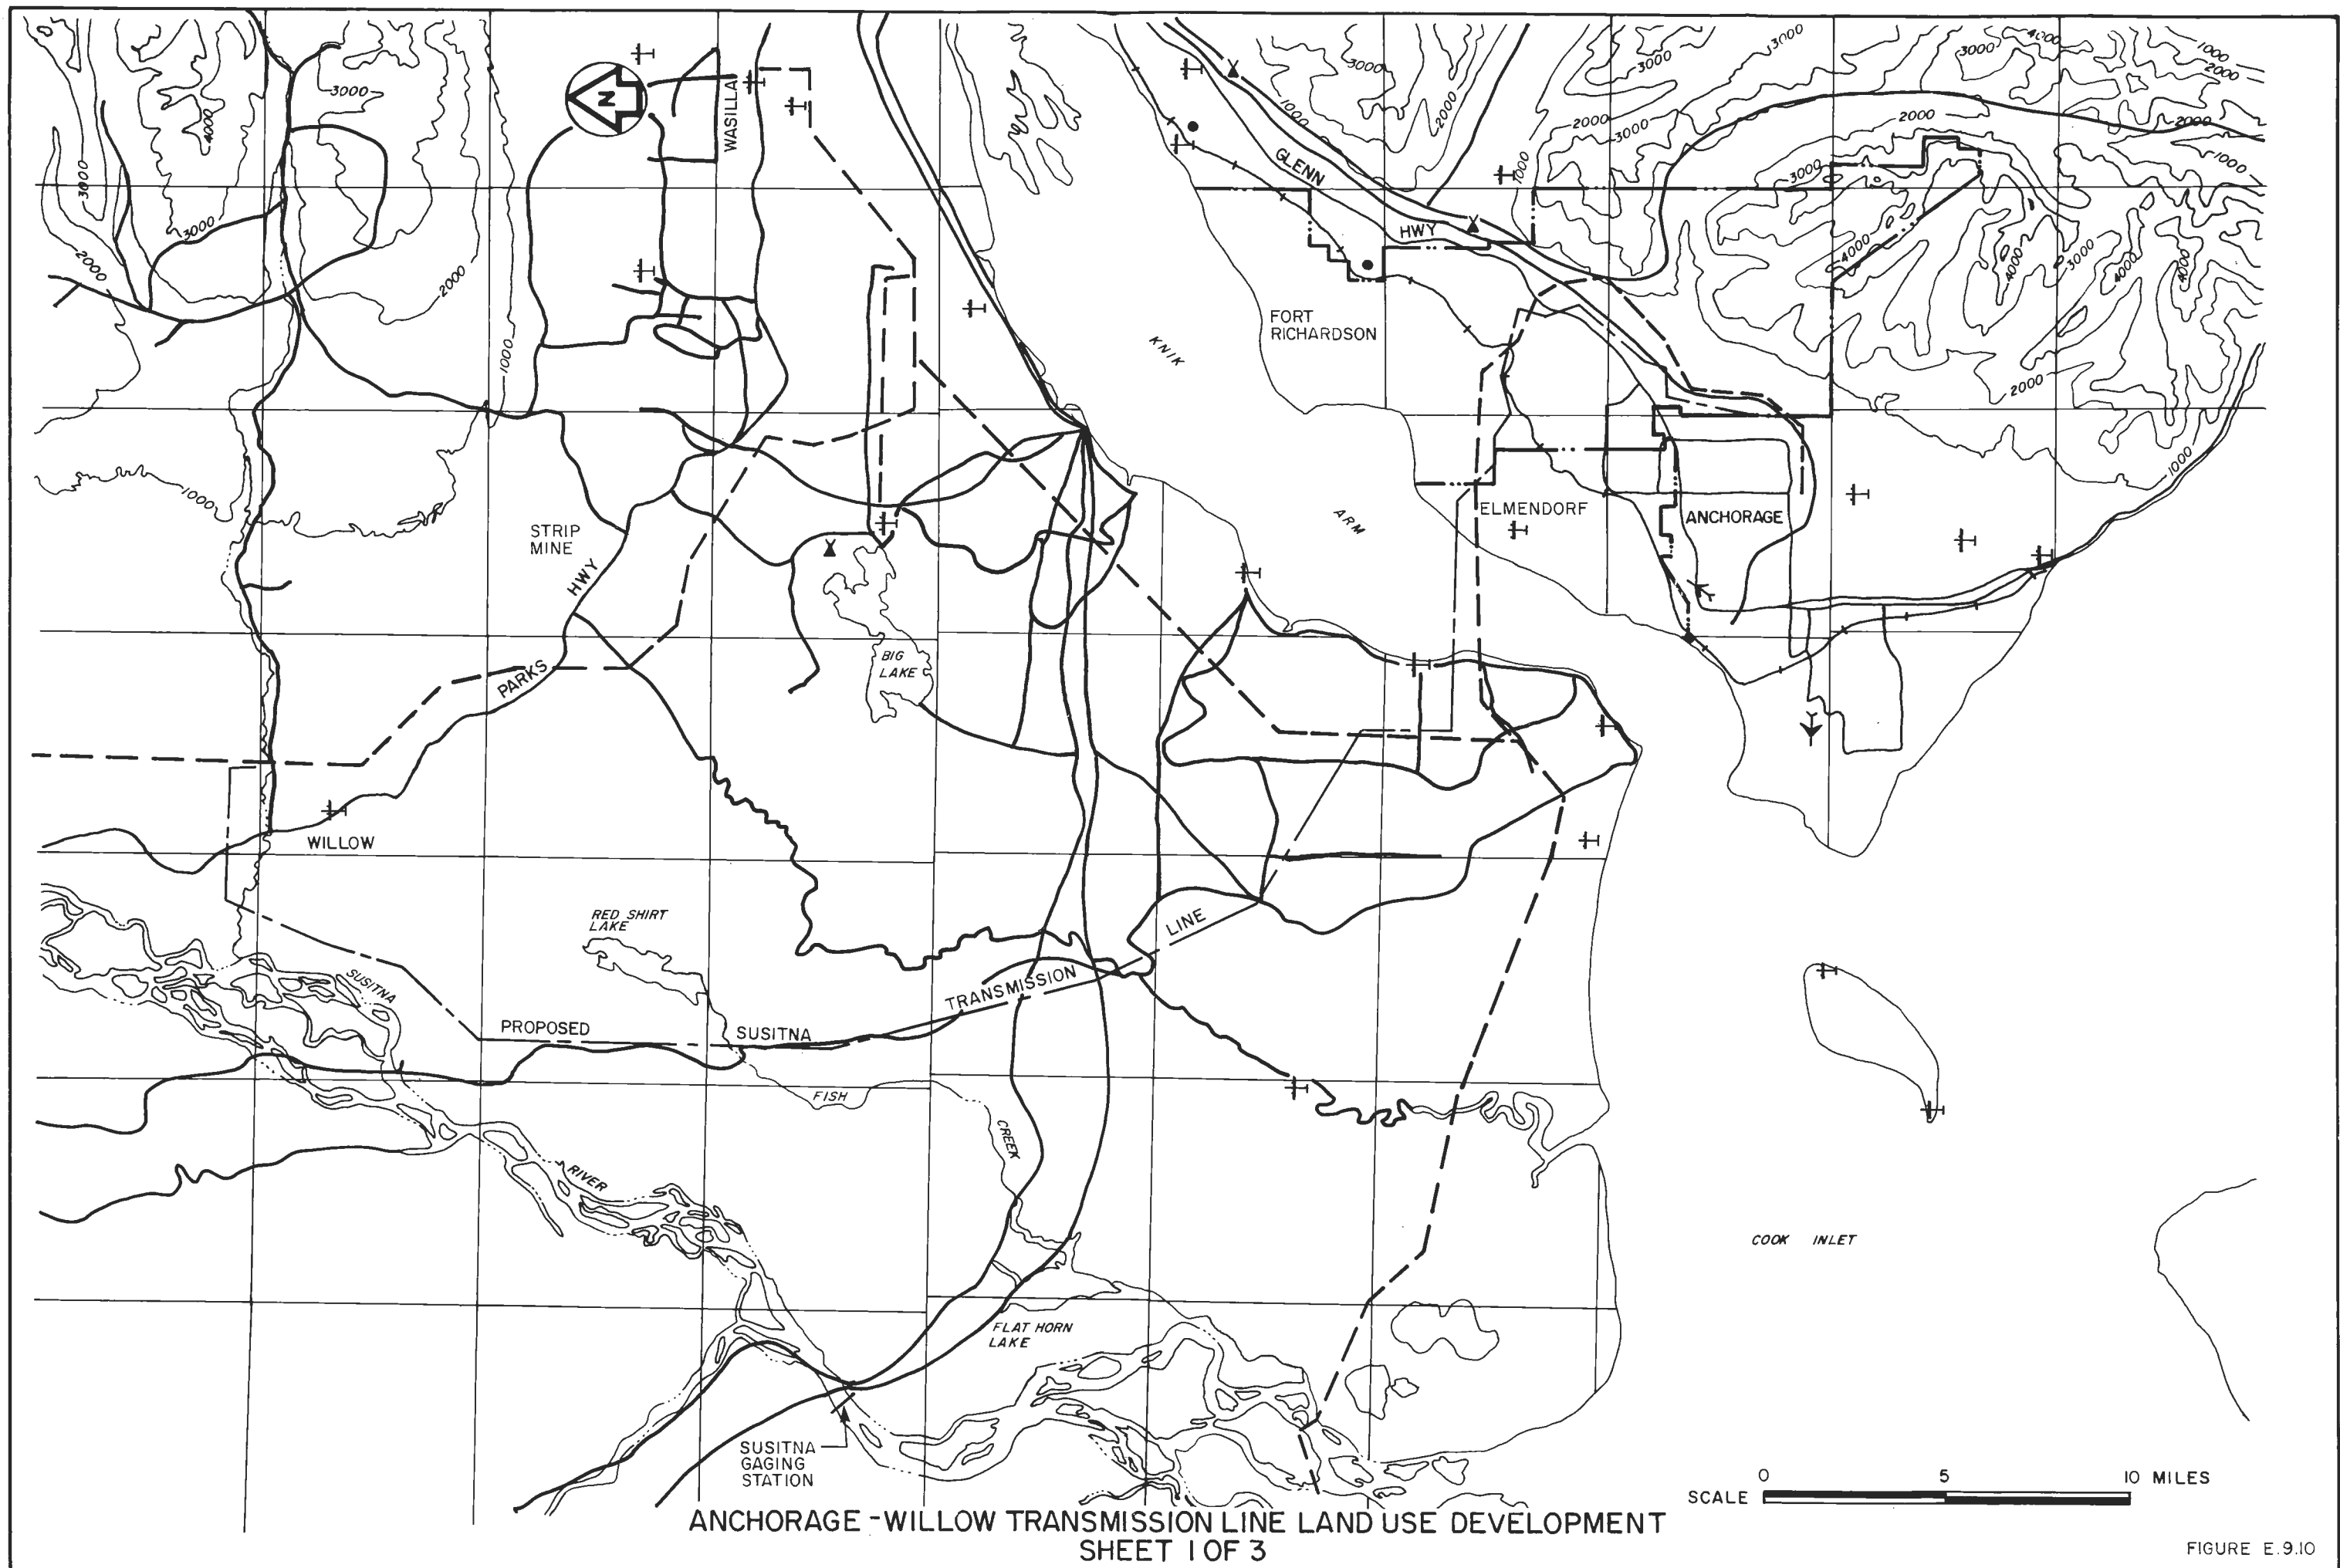 3000
4000
3000
3000
2000
2000
1000
1000
N
WASILLA
GLENN
HWY
1000
3000
2000
1000
3000
3000
2000
3000
3000
4000
1000
2000
2000
2000
3000
1000
4000
4000
3000
4000
4000
2000
1000
FORT
RICHARDSON
KNIK
ARM
ELMENDORF
ANCHORAGE
STRIP
MINE
HWY
PARKS
BIG
LAKE
WILLOW
RED SHIRT
LAKE
LINE
TRANSMISSION
SUSITNA
PROPOSED
SUSITNA
FISH
CREEK
RIVER
COOK INLET
FLAT HORN
LAKE
SUSITNA
GAGING
STATION
SCALE
0 5 10 MILES
ANCHORAGE - WILLOW TRANSMISSION LINE LAND USE DEVELOPMENT
SHEET 1 OF 3
FIGURE E.9.10